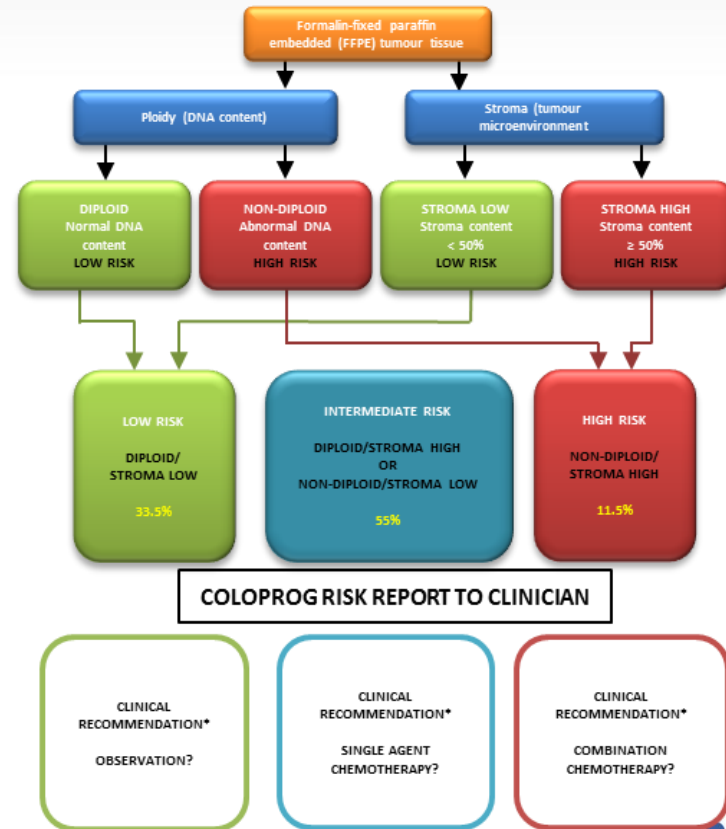 Formalin-fixed paraffin
embedded (FFPE) tumour tissue
Ploidy (DNA content)
Stroma (tumour
microenvironment
DIPLOID
Normal DNA
content
LOW RISK
NON-DIPLOID
Abnormal DNA
content
HIGH RISK
STROMA LOW
Stroma content
< 50%
LOW RISK
STROMA HIGH
Stroma content
≥ 50%
HIGH RISK
LOW RISK
DIPLOID/
STROMA LOW
33.5%
INTERMEDIATE RISK
DIPLOID/STROMA HIGH
OR
NON-DIPLOID/STROMA LOW
55%
HIGH RISK
NON-DIPLOID/
STROMA HIGH
11.5%
COLOPROG RISK REPORT TO CLINICIAN
CLINICAL
RECOMMENDATION*
OBSERVATION?
CLINICAL
RECOMMENDATION*
SINGLE AGENT
CHEMOTHERAPY?
CLINICAL
RECOMMENDATION*
COMBINATION
CHEMOTHERAPY?